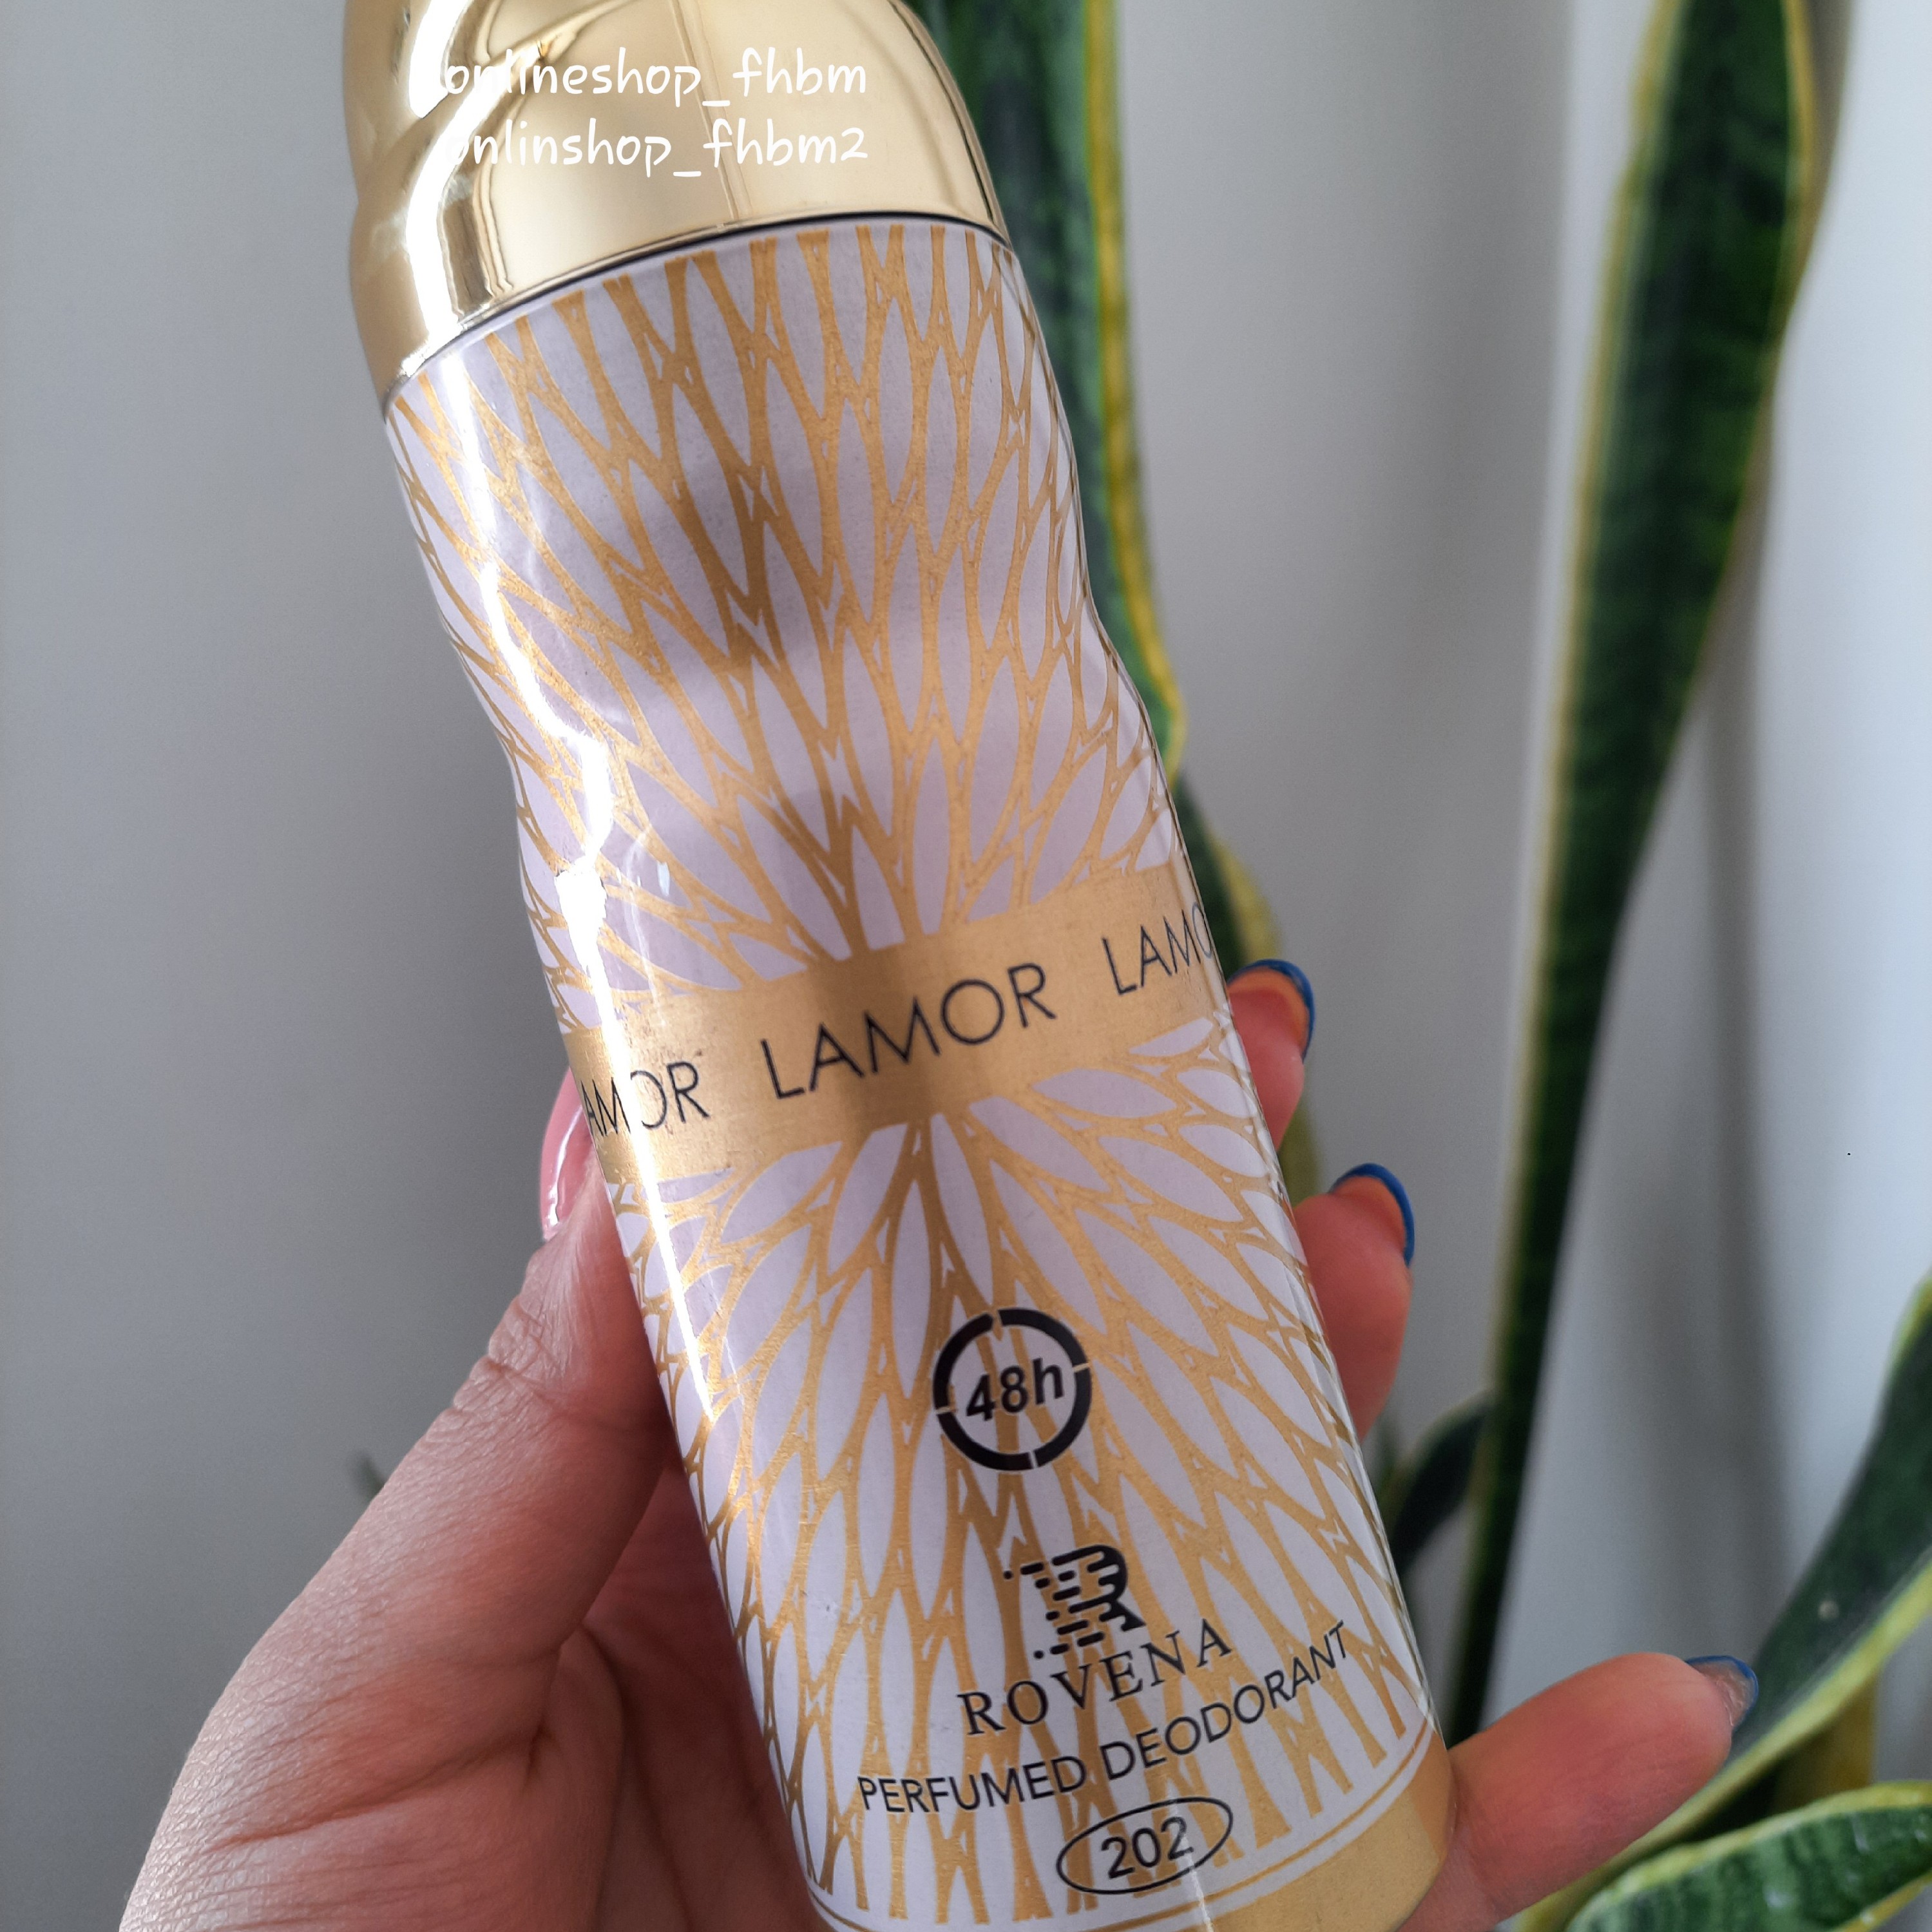 onlineshop_fhbm
onlinshop_fhbm2
AMOR LAMOR LAMO
48h
R
ROVENA
PERFUMED DEODORANT
202